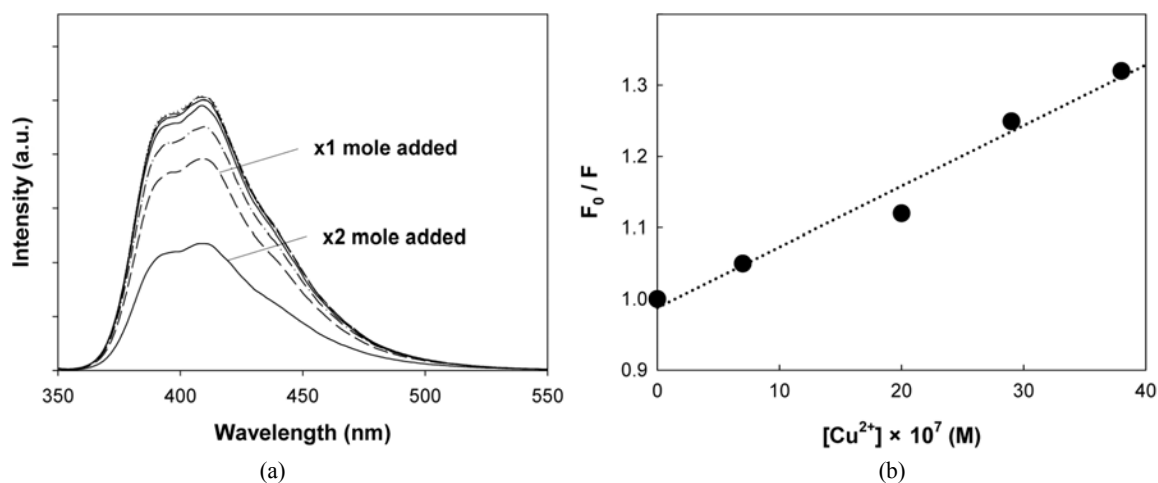 Intensity (a.u.)
x1 mole added
x2 mole added
350
400
450
500
550
Wavelength (nm)
(a)
F₀ / F
1.3
1.2
1.1
1.0
0.9
0
10
20
30
40
[Cu²⁺] × 10⁷ (M)
(b)